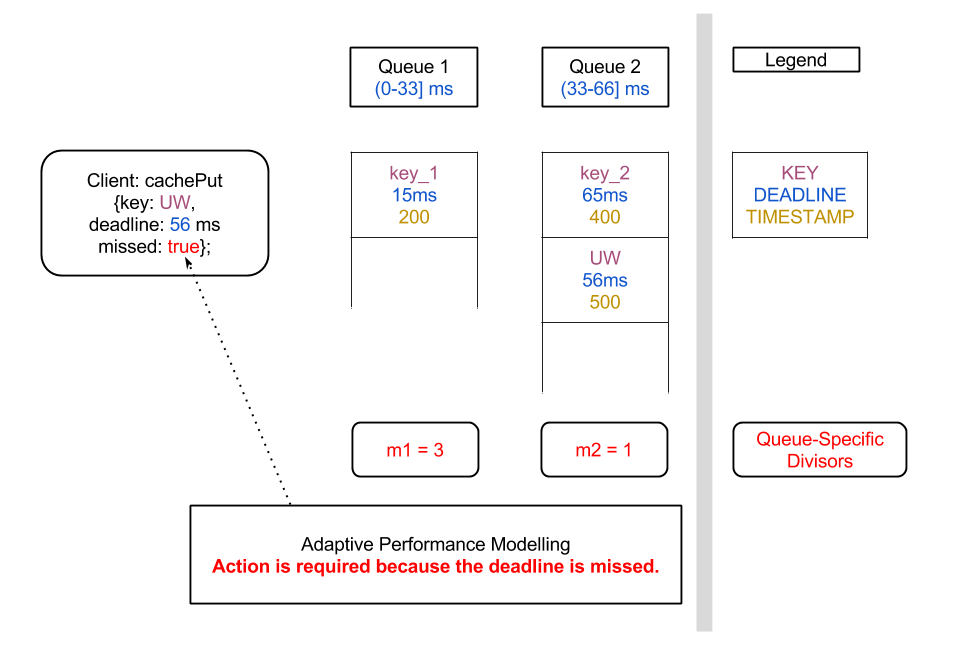 Queue 1
(0-33] ms
Queue 2
(33-66] ms
Legend
Client: cachePut
{key: UW,
deadline: 56 ms
missed: true};
key_1
15ms
200
key_2
65ms
400
UW
56ms
500
KEY
DEADLINE
TIMESTAMP
m1 = 3
m2 = 1
Queue-Specific
Divisors
Adaptive Performance Modelling
Action is required because the deadline is missed.